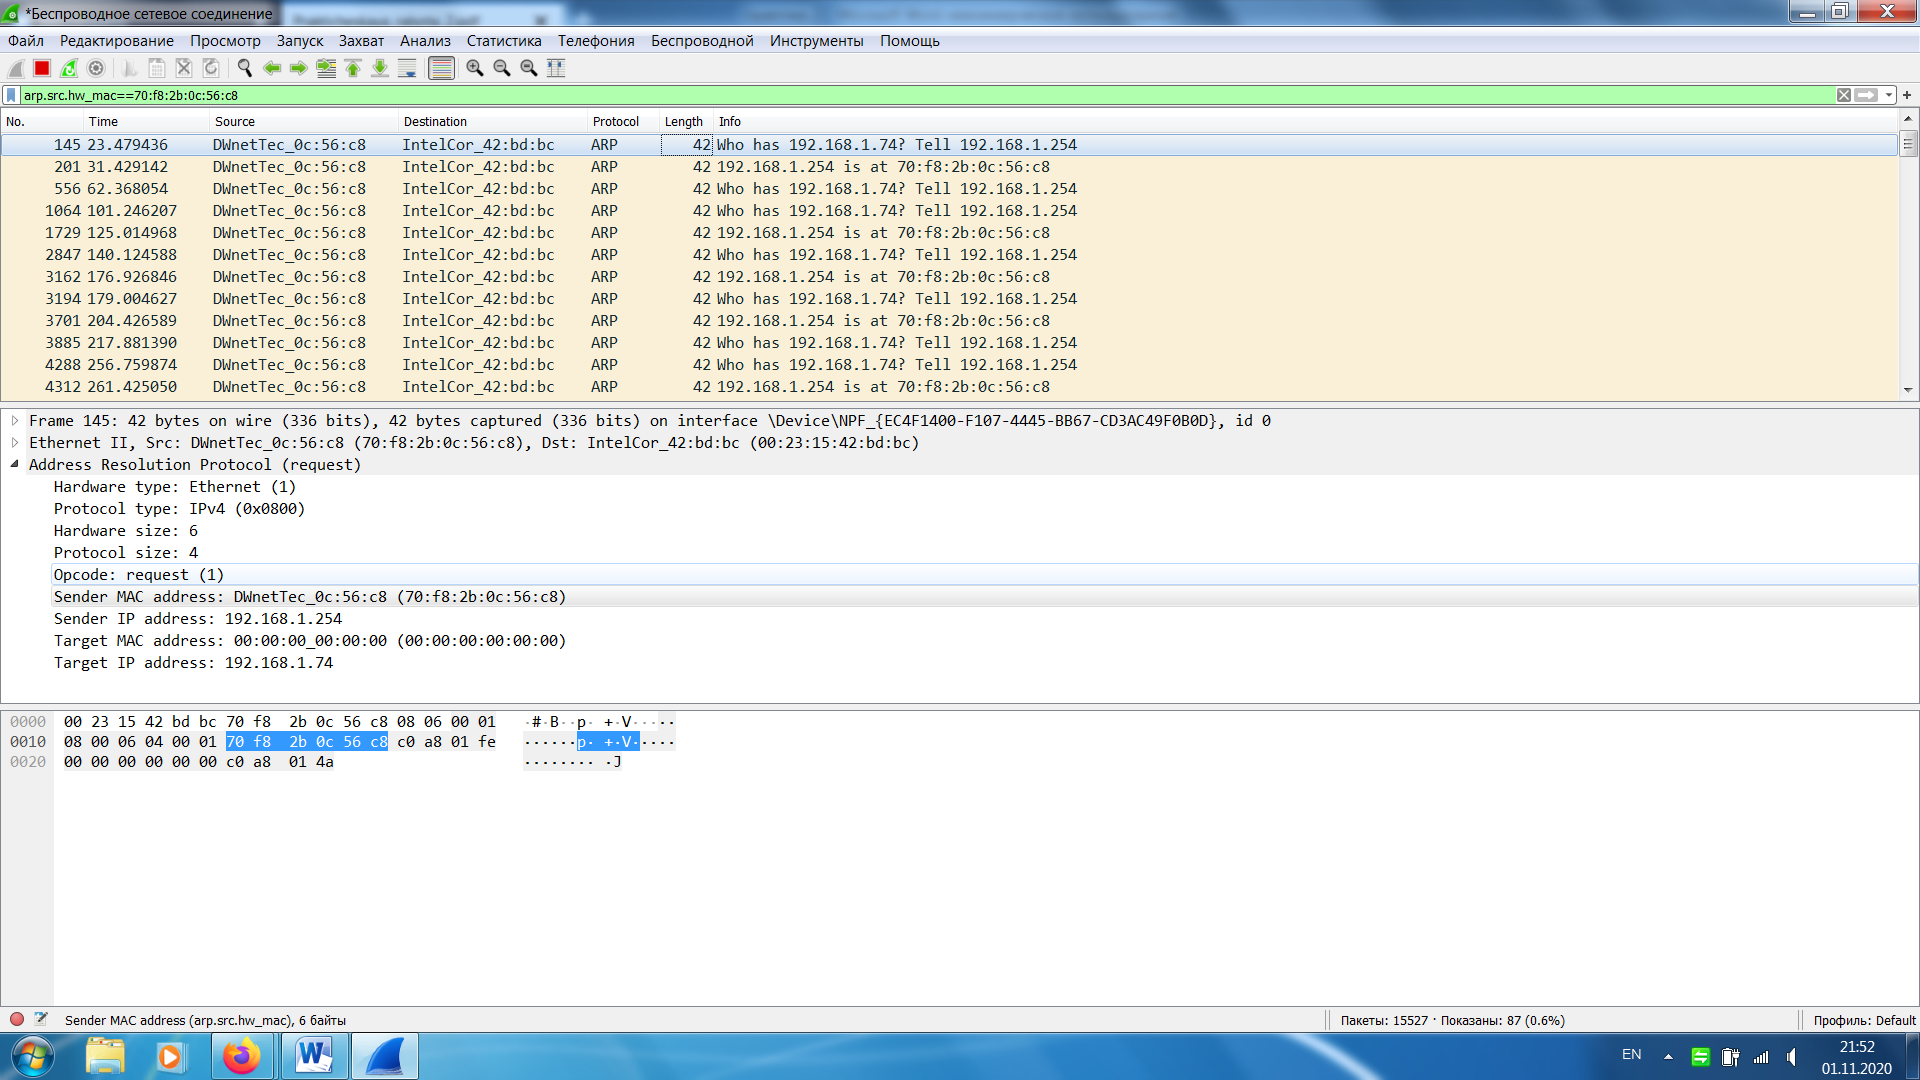 *Беспроводное сетевое соединение
Файл Редактирование Просмотр Запуск Захват Анализ Статистика Телефония Беспроводной Инструменты Помощь
arp.src.hw_mac==70:f8:2b:0c:56:c8
No. Time Source Destination Protocol Length Info
145 23.479436 DWnetTec_0c:56:c8 IntelCor_42:bd:bc ARP 42 Who has 192.168.1.74? Tell 192.168.1.254
201 31.429142 DWnetTec_0c:56:c8 IntelCor_42:bd:bc ARP 42 192.168.1.254 is at 70:f8:2b:0c:56:c8
556 62.368054 DWnetTec_0c:56:c8 IntelCor_42:bd:bc ARP 42 Who has 192.168.1.74? Tell 192.168.1.254
1064 101.246207 DWnetTec_0c:56:c8 IntelCor_42:bd:bc ARP 42 Who has 192.168.1.74? Tell 192.168.1.254
1729 125.014968 DWnetTec_0c:56:c8 IntelCor_42:bd:bc ARP 42 192.168.1.254 is at 70:f8:2b:0c:56:c8
2847 140.124588 DWnetTec_0c:56:c8 IntelCor_42:bd:bc ARP 42 Who has 192.168.1.74? Tell 192.168.1.254
3162 176.926846 DWnetTec_0c:56:c8 IntelCor_42:bd:bc ARP 42 192.168.1.254 is at 70:f8:2b:0c:56:c8
3194 179.004627 DWnetTec_0c:56:c8 IntelCor_42:bd:bc ARP 42 Who has 192.168.1.74? Tell 192.168.1.254
3701 204.426589 DWnetTec_0c:56:c8 IntelCor_42:bd:bc ARP 42 192.168.1.254 is at 70:f8:2b:0c:56:c8
3885 217.881390 DWnetTec_0c:56:c8 IntelCor_42:bd:bc ARP 42 Who has 192.168.1.74? Tell 192.168.1.254
4288 256.759874 DWnetTec_0c:56:c8 IntelCor_42:bd:bc ARP 42 Who has 192.168.1.74? Tell 192.168.1.254
4312 261.425050 DWnetTec_0c:56:c8 IntelCor_42:bd:bc ARP 42 192.168.1.254 is at 70:f8:2b:0c:56:c8
Frame 145: 42 bytes on wire (336 bits), 42 bytes captured (336 bits) on interface \Device\NPF_{EC4F1400-F107-4445-BB67-CD3AC49F0B0D}, id 0
Ethernet II, Src: DWnetTec_0c:56:c8 (70:f8:2b:0c:56:c8), Dst: IntelCor_42:bd:bc (00:23:15:42:bd:bc)
Address Resolution Protocol (request)
Hardware type: Ethernet (1)
Protocol type: IPv4 (0x0800)
Hardware size: 6
Protocol size: 4
Opcode: request (1)
Sender MAC address: DWnetTec_0c:56:c8 (70:f8:2b:0c:56:c8)
Sender IP address: 192.168.1.254
Target MAC address: 00:00:00_00:00:00 (00:00:00:00:00:00)
Target IP address: 192.168.1.74
0000 00 23 15 42 bd bc 70 f8 2b 0c 56 c8 08 06 00 01 ·#·B··p· +·V·····
0010 08 00 06 04 00 01 70 f8 2b 0c 56 c8 c0 a8 01 fe ······p· +·V·····
0020 00 00 00 00 00 00 c0 a8 01 4a ········ ·J
Sender MAC address (arp.src.hw_mac), 6 байты
Пакеты: 15527 · Показаны: 87 (0.6%)
Профиль: Default
EN
21:52
01.11.2020